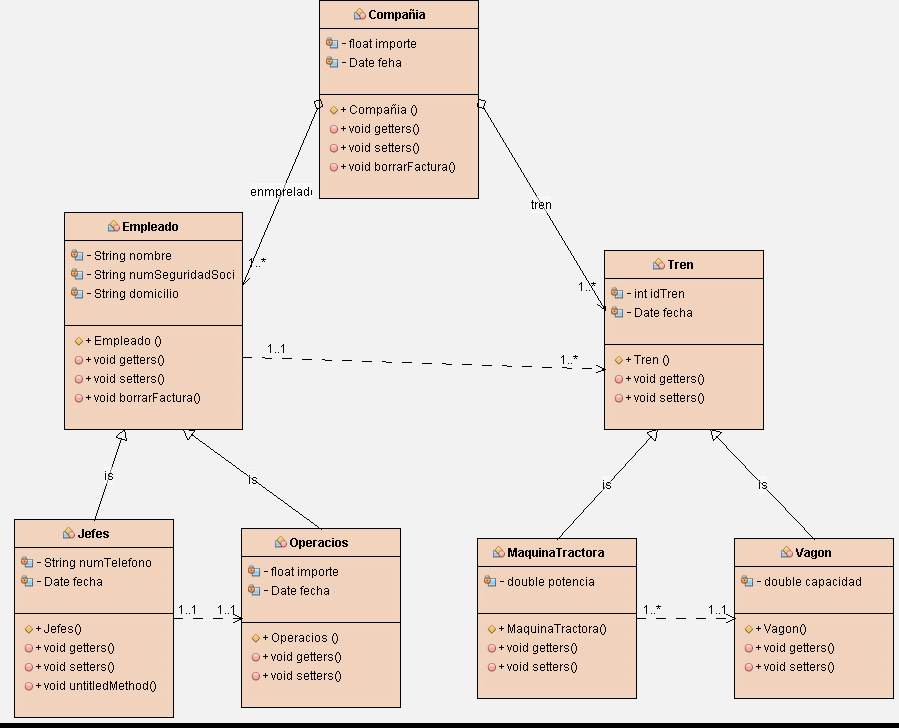 Compañia
- float importe
- Date feha
+ Compañia ()
+ void getters()
+ void setters()
+ void borrarFactura()
enmprelado
tren
1..*
1..*
Empleado
- String nombre
- String numSeguridadSoci
- String domicilio
+ Empleado ()
+ void getters()
+ void setters()
+ void borrarFactura()
1..1
1..*
Tren
- int idTren
- Date fecha
+ Tren ()
+ void getters()
+ void setters()
is
is
is
is
Jefes
- String numTelefono
- Date fecha
+ Jefes()
+ void getters()
+ void setters()
+ void untitledMethod()
1..1
1..1
Operacios
- float importe
- Date fecha
+ Operacios ()
+ void getters()
+ void setters()
MaquinaTractora
- double potencia
+ MaquinaTractora()
+ void getters()
+ void setters()
1..*
1..1
Vagon
- double capacidad
+ Vagon()
+ void getters()
+ void setters()